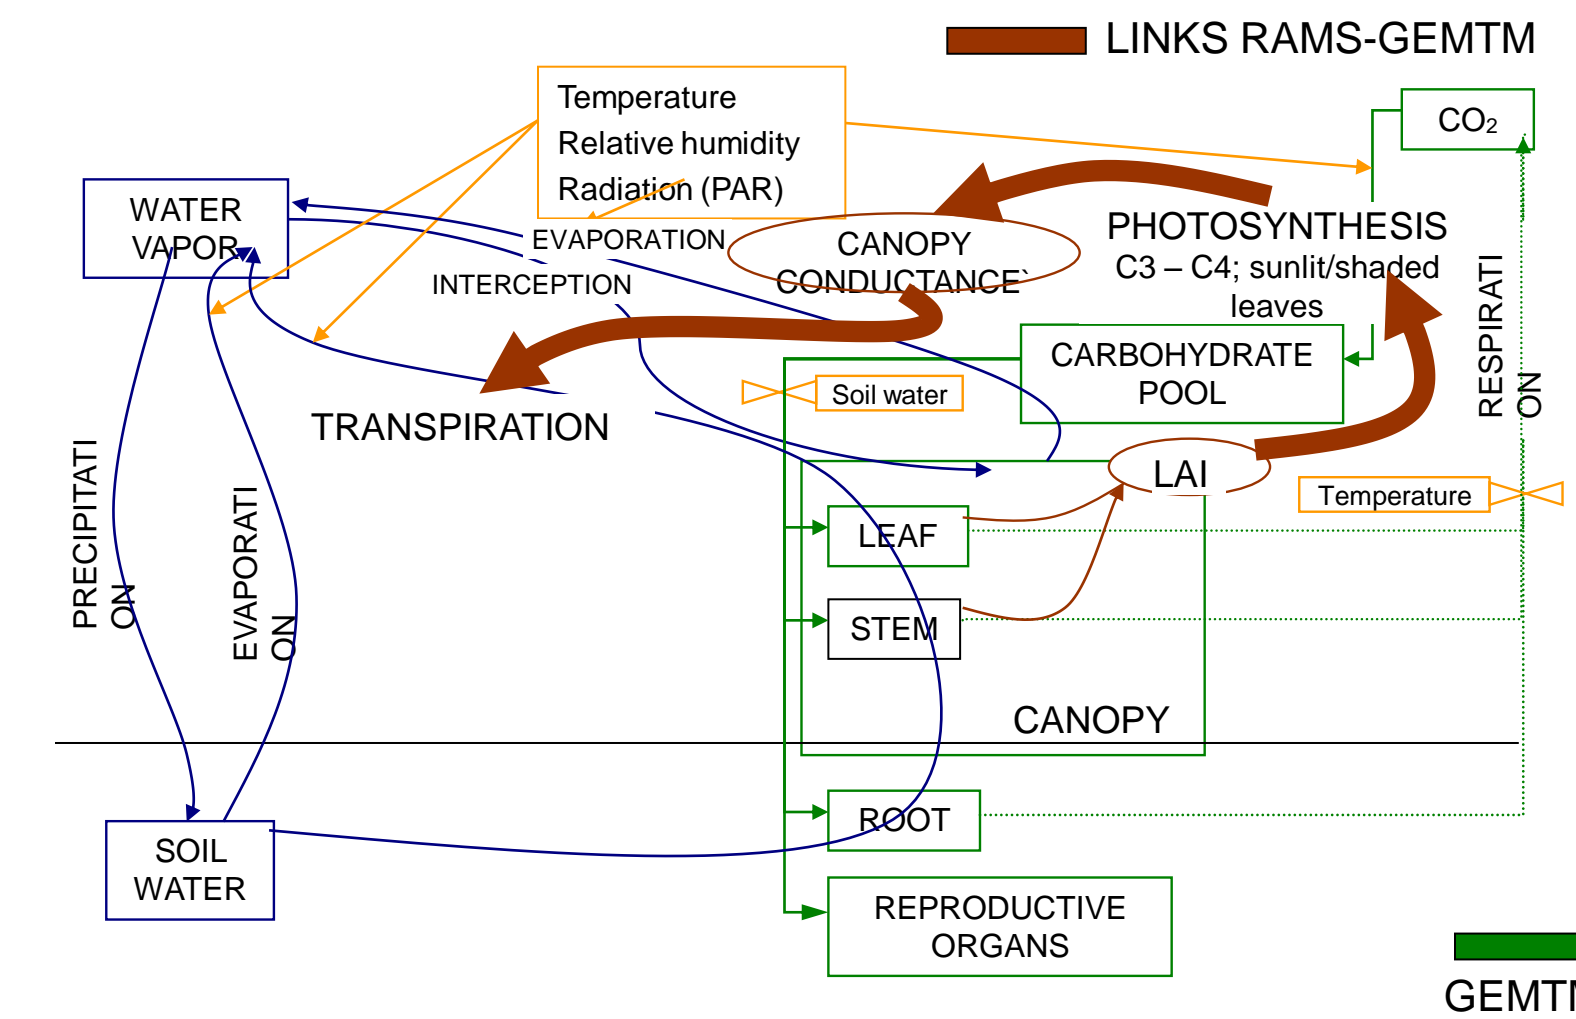 LINKS RAMS-GEMTM
Temperature
Relative humidity
Radiation (PAR)
CO2
WATER
VAPOR
EVAPORATION
INTERCEPTION
CANOPY
CONDUCTANCE
PHOTOSYNTHESIS
C3 – C4; sunlit/shaded
leaves
RESPIRATI
ON
CARBOHYDRATE
POOL
Soil water
TRANSPIRATION
LAI
Temperature
PRECIPITATI
ON
EVAPORATI
ON
LEAF
STEM
CANOPY
ROOT
SOIL
WATER
REPRODUCTIVE
ORGANS
GEMTM